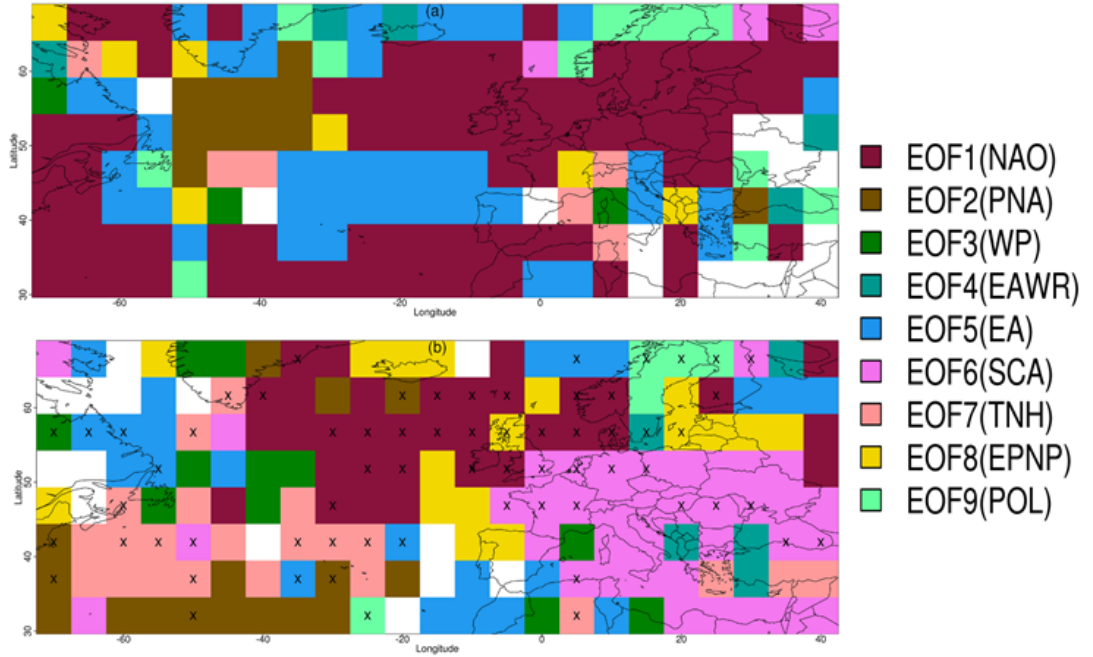 (a)
60
50
40
30
Latitude
-60
-40
-20
0
20
40
Longitude
(b)
X
X X X X X X X X X X X X X
60
50
40
30
Latitude
-60
-40
-20
0
20
40
Longitude
EOF1(NAO)
EOF2(PNA)
EOF3(WP)
EOF4(EAWR)
EOF5(EA)
EOF6(SCA)
EOF7(TNH)
EOF8(EPNP)
EOF9(POL)